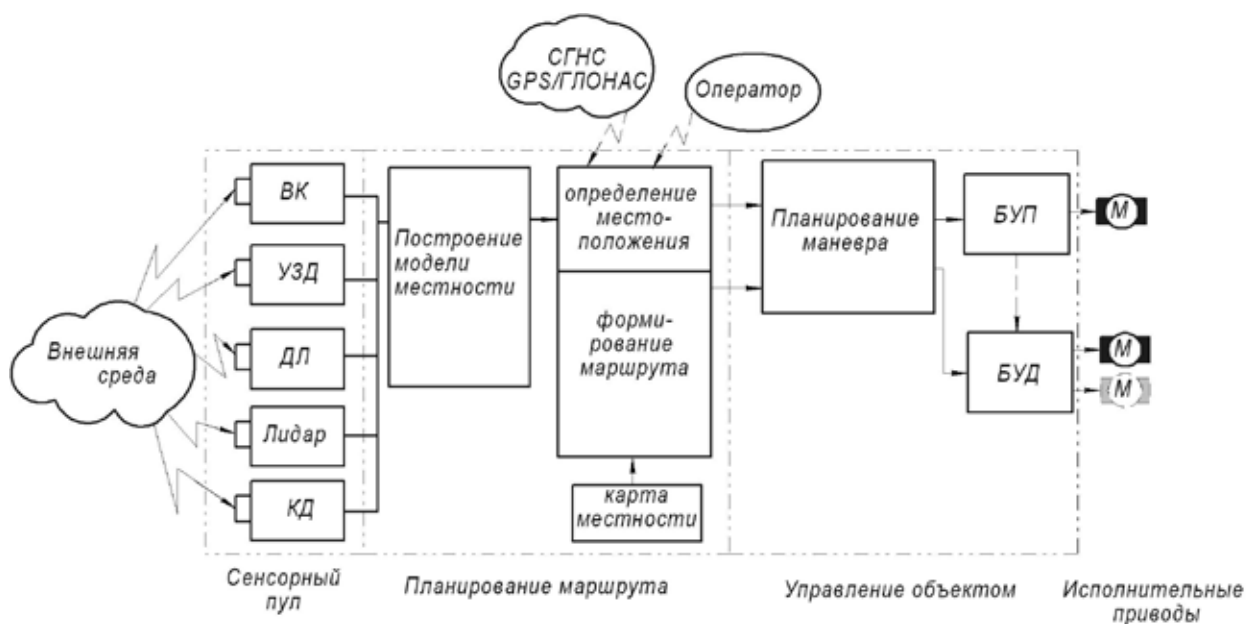 СГНС
GPS/ГЛОНАС
Оператор
ВК
УЗД
ДЛ
Лидар
КД
Внешняя
среда
Построение
модели
местности
определение
место-
положения
форми-
рование
маршрута
карта
местности
Планирование
маневра
БУП
БУД
М
М
М
Сенсорный
пул
Планирование маршрута
Управление объектом
Исполнительные
приводы